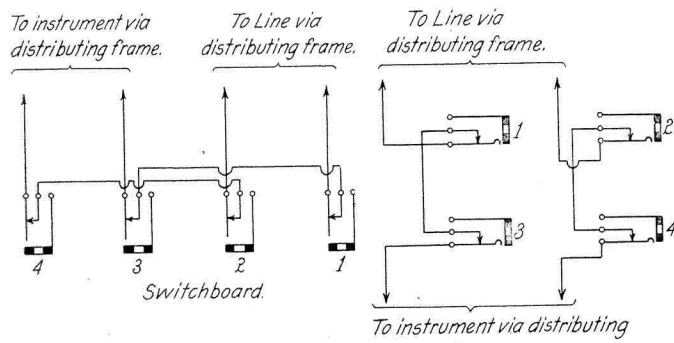 To instrument via
distributing frame.
To Line via
distributing frame.
4
3
2
1
Switchboard.
To Line via
distributing frame.
1
2
3
4
To instrument via distributing